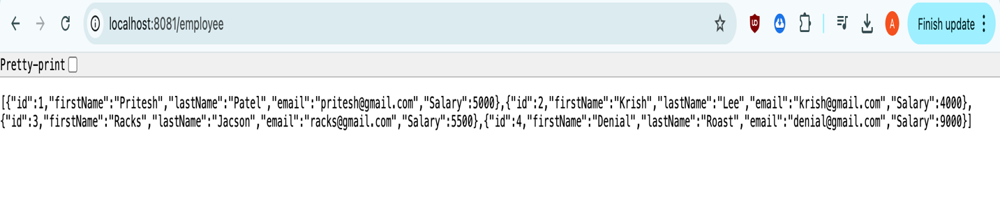 localhost:8081/employee
A
Finish update
Pretty-print
[{"id":1,"firstName":"Pritesh","lastName":"Patel","email":"pritesh@gmail.com","Salary":5000},{"id":2,"firstName":"Krish","lastName":"Lee","email":"krish@gmail.com","Salary":4000},
{"id":3,"firstName":"Racks","lastName":"Jacson","email":"racks@gmail.com","Salary":5500},{"id":4,"firstName":"Denial","lastName":"Roast","email":"denial@gmail.com","Salary":9000}]